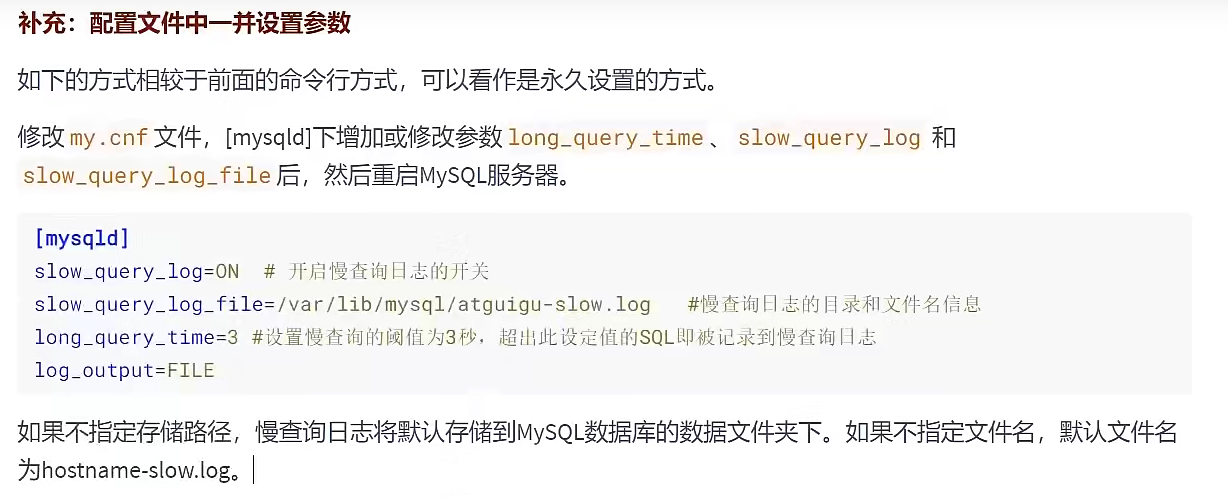 补充：配置文件中一并设置参数
如下的方式相较于前面的命令行方式，可以看作是永久设置的方式。
修改 my.cnf 文件，[mysqld]下增加或修改参数 long_query_time 、 slow_query_log 和
slow_query_log_file 后，然后重启MySQL服务器。
[mysqld]
slow_query_log=ON  # 开启慢查询日志的开关
slow_query_log_file=/var/lib/mysql/atguigu-slow.log   #慢查询日志的目录和文件名信息
long_query_time=3 #设置慢查询的阈值为3秒，超出此设定值的SQL即被记录到慢查询日志
log_output=FILE
如果不指定存储路径，慢查询日志将默认存储到MySQL数据库的数据文件夹下。如果不指定文件名，默认文件名
为hostname-slow.log。